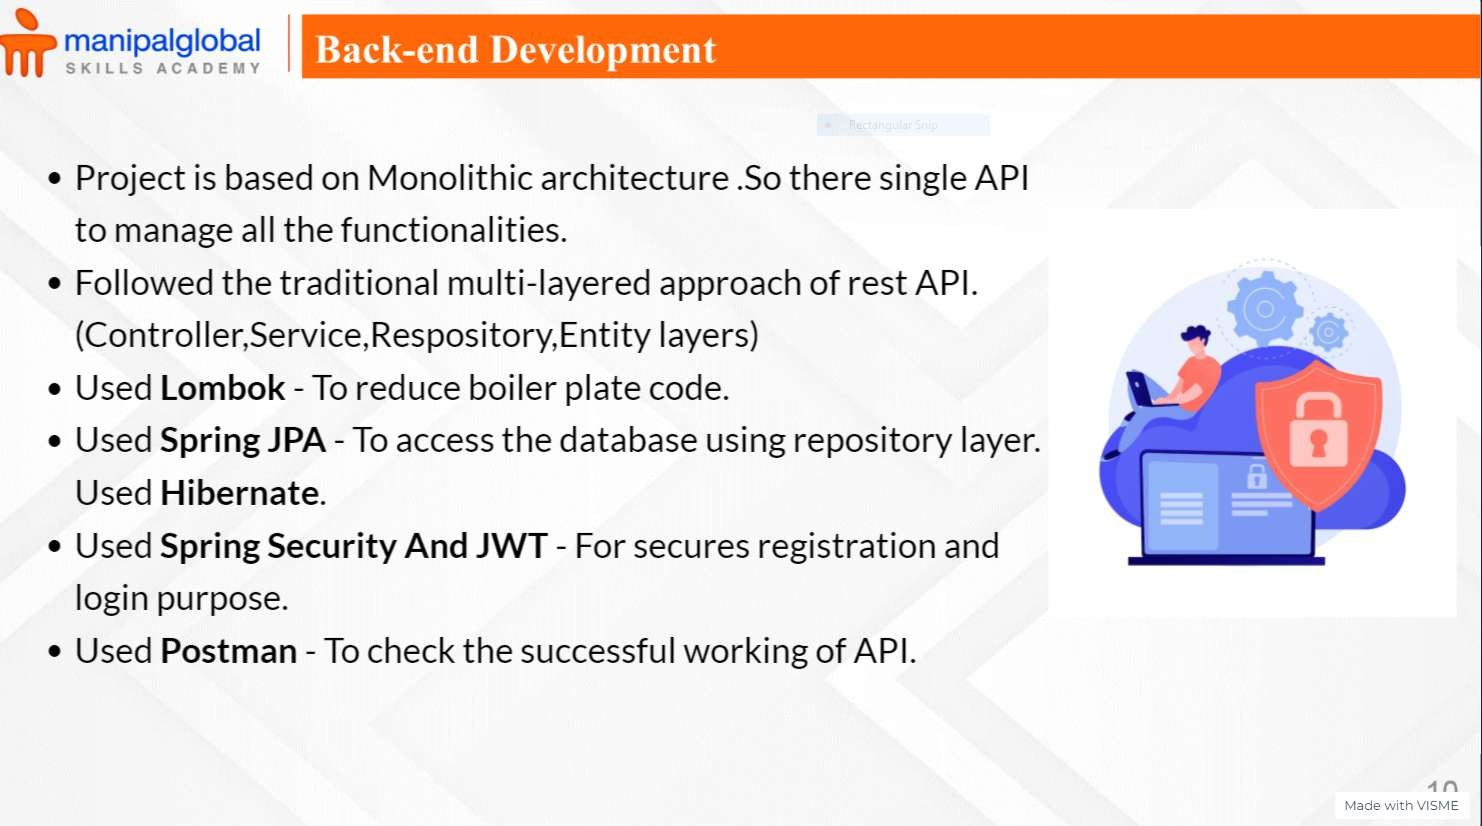 manipalglobal
SKILLS ACADEMY
Back-end Development
Rectangular Snip
• Project is based on Monolithic architecture .So there single API
to manage all the functionalities.
• Followed the traditional multi-layered approach of rest API.
(Controller,Service,Respository,Entity layers)
• Used Lombok - To reduce boiler plate code.
• Used Spring JPA - To access the database using repository layer.
Used Hibernate.
• Used Spring Security And JWT - For secures registration and
login purpose.
• Used Postman - To check the successful working of API.
10
Made with VISME